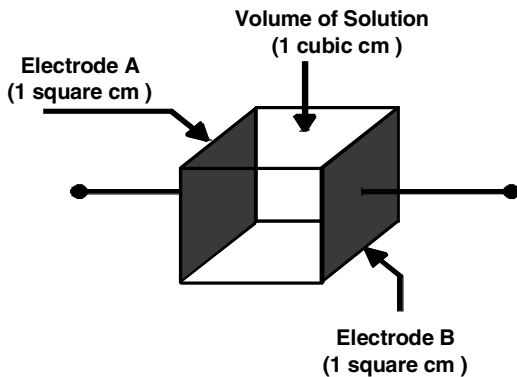 Volume of Solution
(1 cubic cm )
Electrode A
(1 square cm )
Electrode B
(1 square cm )